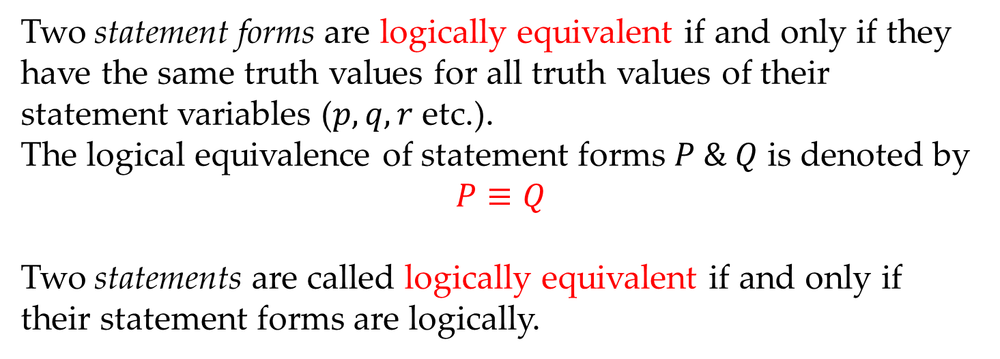 Two statement forms are logically equivalent if and only if they
have the same truth values for all truth values of their
statement variables (p, q, r etc.).
The logical equivalence of statement forms P & Q is denoted by
P ≡ Q
Two statements are called logically equivalent if and only if
their statement forms are logically.